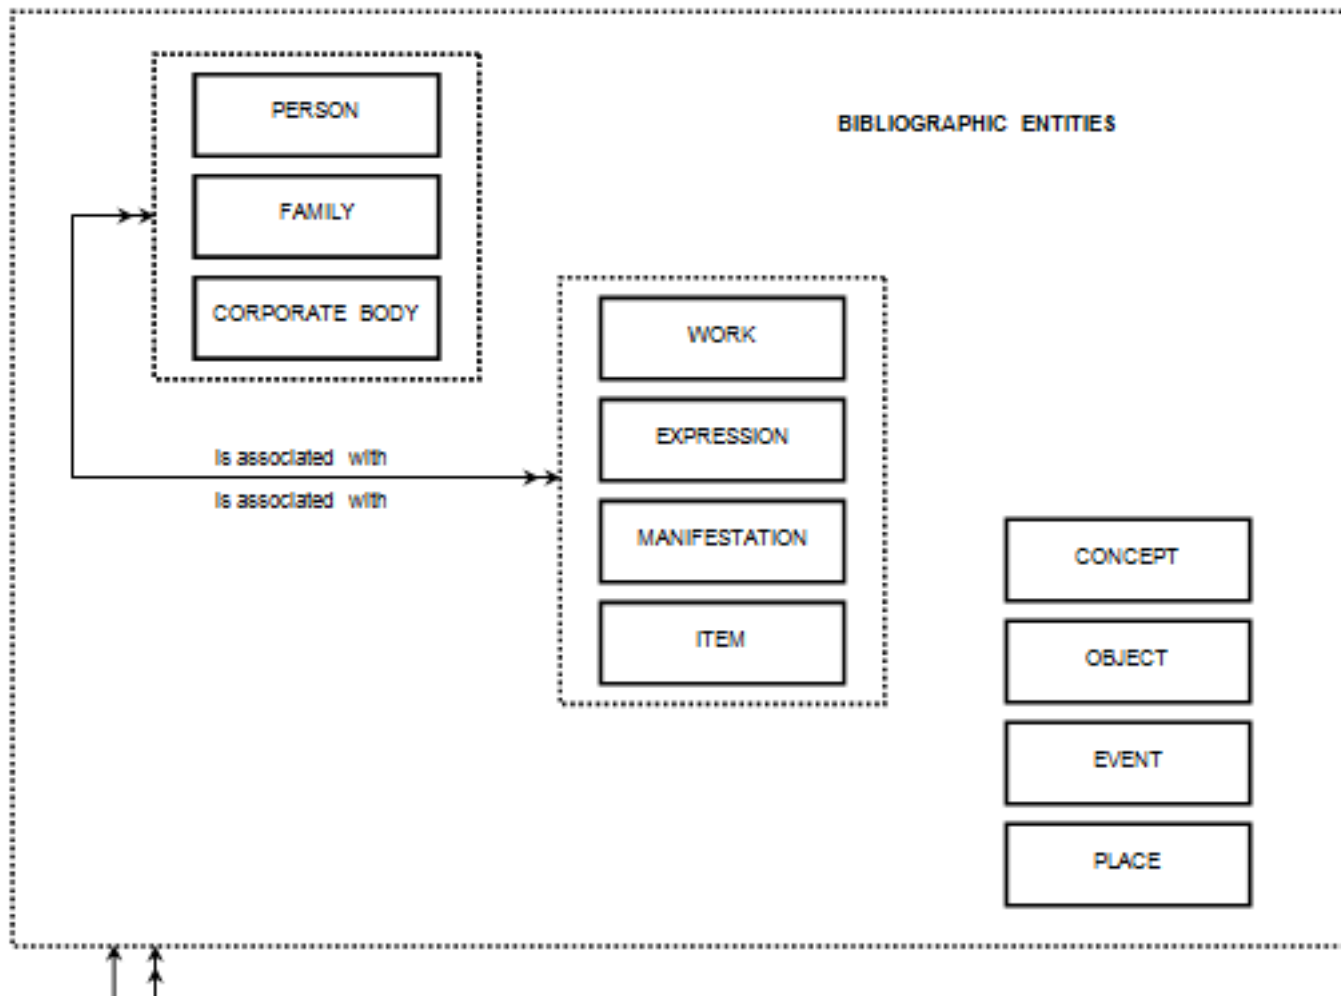 PERSON
BIBLIOGRAPHIC ENTITIES
FAMILY
CORPORATE BODY
WORK
EXPRESSION
Is associated with
Is associated with
MANIFESTATION
CONCEPT
ITEM
OBJECT
EVENT
PLACE